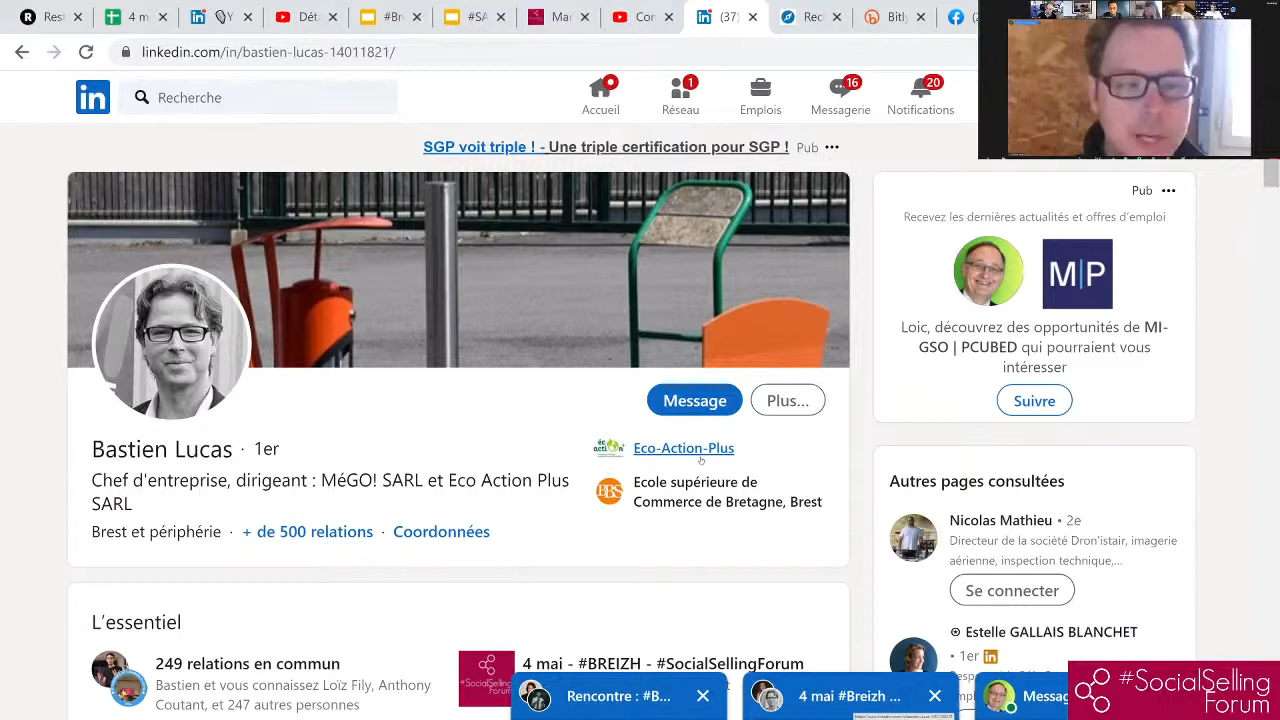 linkedin.com/in/bastien-lucas-14011821/
in
Recherche
1
16
20
Accueil
Réseau
Emplois
Messagerie
Notifications
SGP voit triple ! - Une triple certification pour SGP ! Pub
Bastien Lucas · 1er
Chef d'entreprise, dirigeant : MéGO! SARL et Eco Action Plus
SARL
Brest et périphérie · + de 500 relations · Coordonnées
Message
Plus...
Eco-Action-Plus
BBS
Ecole supérieure de
Commerce de Bretagne, Brest
L'essentiel
249 relations en commun
Bastien et vous connaissez Loïz Fily, Anthony
Coutant et 247 autres personnes
4 mai - #BREIZH - #SocialSellingForum
#SocialSelling
Forum
Pub
Recevez les dernières actualités et offres d'emploi
M|P
Loic, découvrez des opportunités de MI-
GSO | PCUBED qui pourraient vous
intéresser
Suivre
Autres pages consultées
Nicolas Mathieu • 2e
Directeur de la société Dron'istair, imagerie
aérienne, inspection technique,...
Se connecter
Estelle GALLAIS BLANCHET
• 1er in
Rencontre : #B...
4 mai #Breizh ...
#SocialSelling
Forum